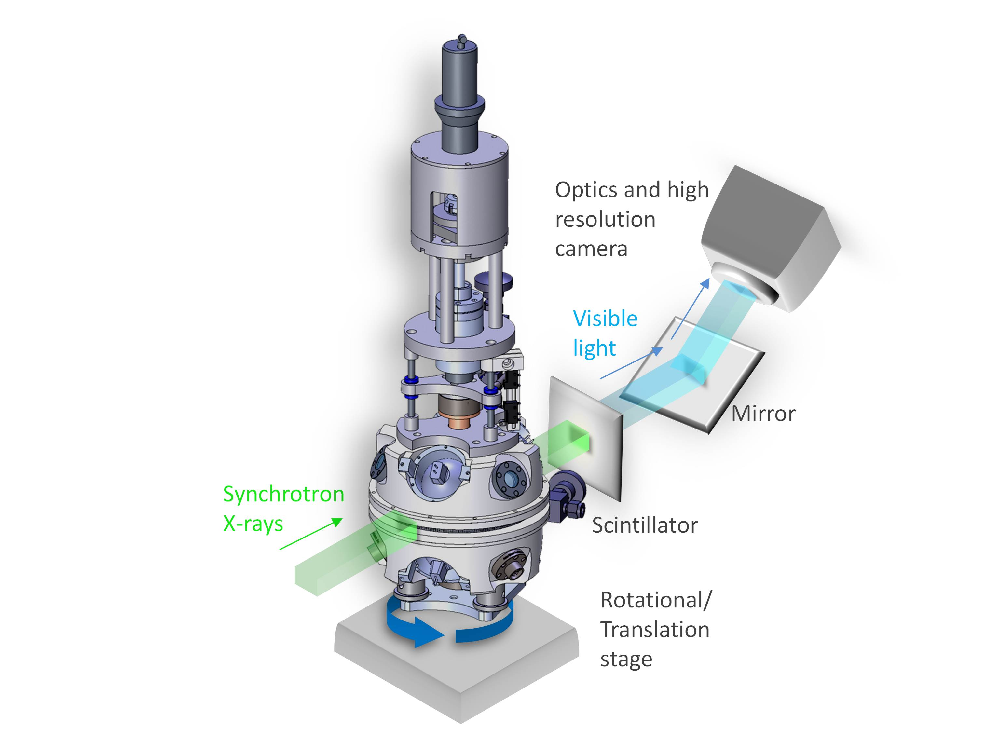 Optics and high
resolution
camera
Visible
light
Mirror
Synchrotron
X-rays
Scintillator
Rotational/
Translation
stage